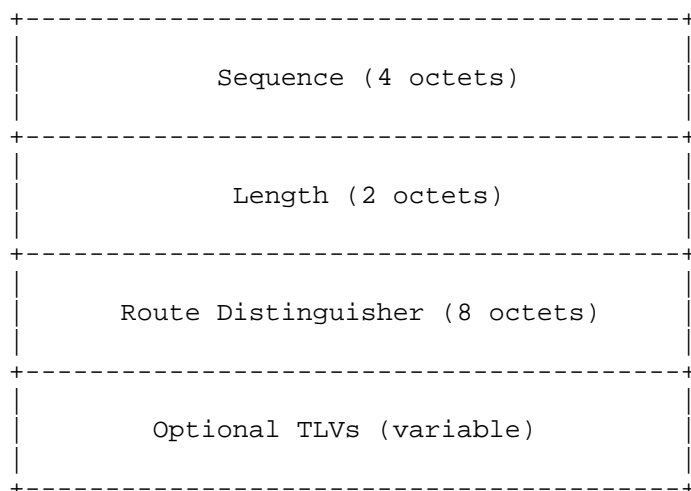 Sequence (4 octets)
Length (2 octets)
Route Distinguisher (8 octets)
Optional TLVs (variable)